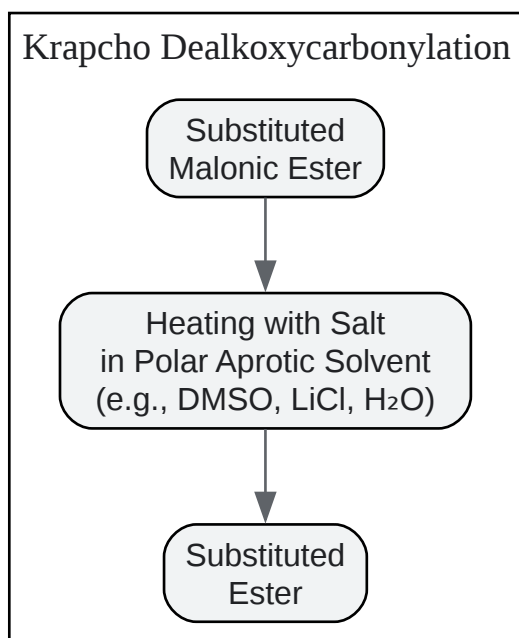 Krapcho Dealkoxycarbonylation
Substituted
Malonic Ester
Heating with Salt
in Polar Aprotic Solvent
(e.g., DMSO, LiCl, H₂O)
Substituted
Ester